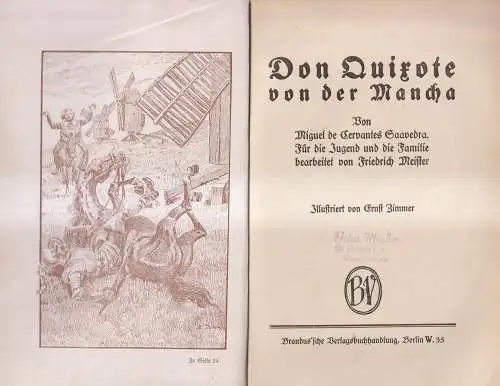 Zu Seite 24.
Don Quixote
von der Mancha
Von
Miguel de Cervantes Saavedra.
Für die Jugend und die Familie
bearbeitet von Friedrich Meister
Illustriert von Ernst Zimmer
BV
Brandus'sche Verlagsbuchhandlung, Berlin W. 35